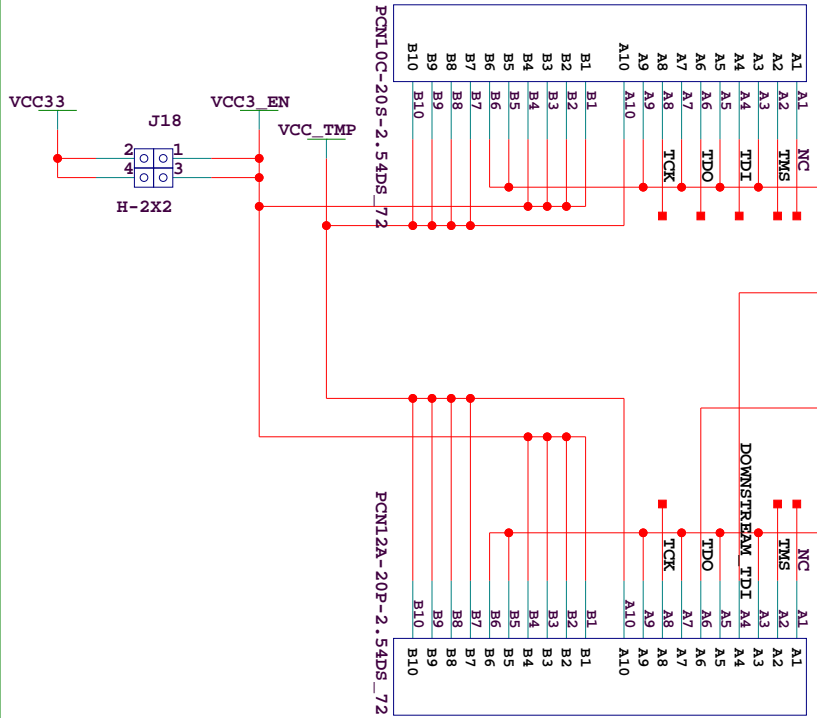 PCN10C-20S-2.54DS_72
B10 B9 B8 B7 B6 B5 B4 B3 B2 B1 A10 A9 A8 A7 A6 A5 A4 A3 A2 A1
B10 B9 B8 B7 B6 B5 B4 B3 B2 B1 A10 A9 A8 A7 A6 A5 A4 A3 A2 A1
VCC33
VCC3_EN
VCC_TMP
J18
2 1
4 3
H-2X2
TCK TDO TDI TMS NC
DOWNSTREAM_TDI
TCK TDO TMS NC
PCN12A-20P-2.54DS_72
B10 B9 B8 B7 B6 B5 B4 B3 B2 B1 A10 A9 A8 A7 A6 A5 A4 A3 A2 A1
B10 B9 B8 B7 B6 B5 B4 B3 B2 B1 A10 A9 A8 A7 A6 A5 A4 A3 A2 A1